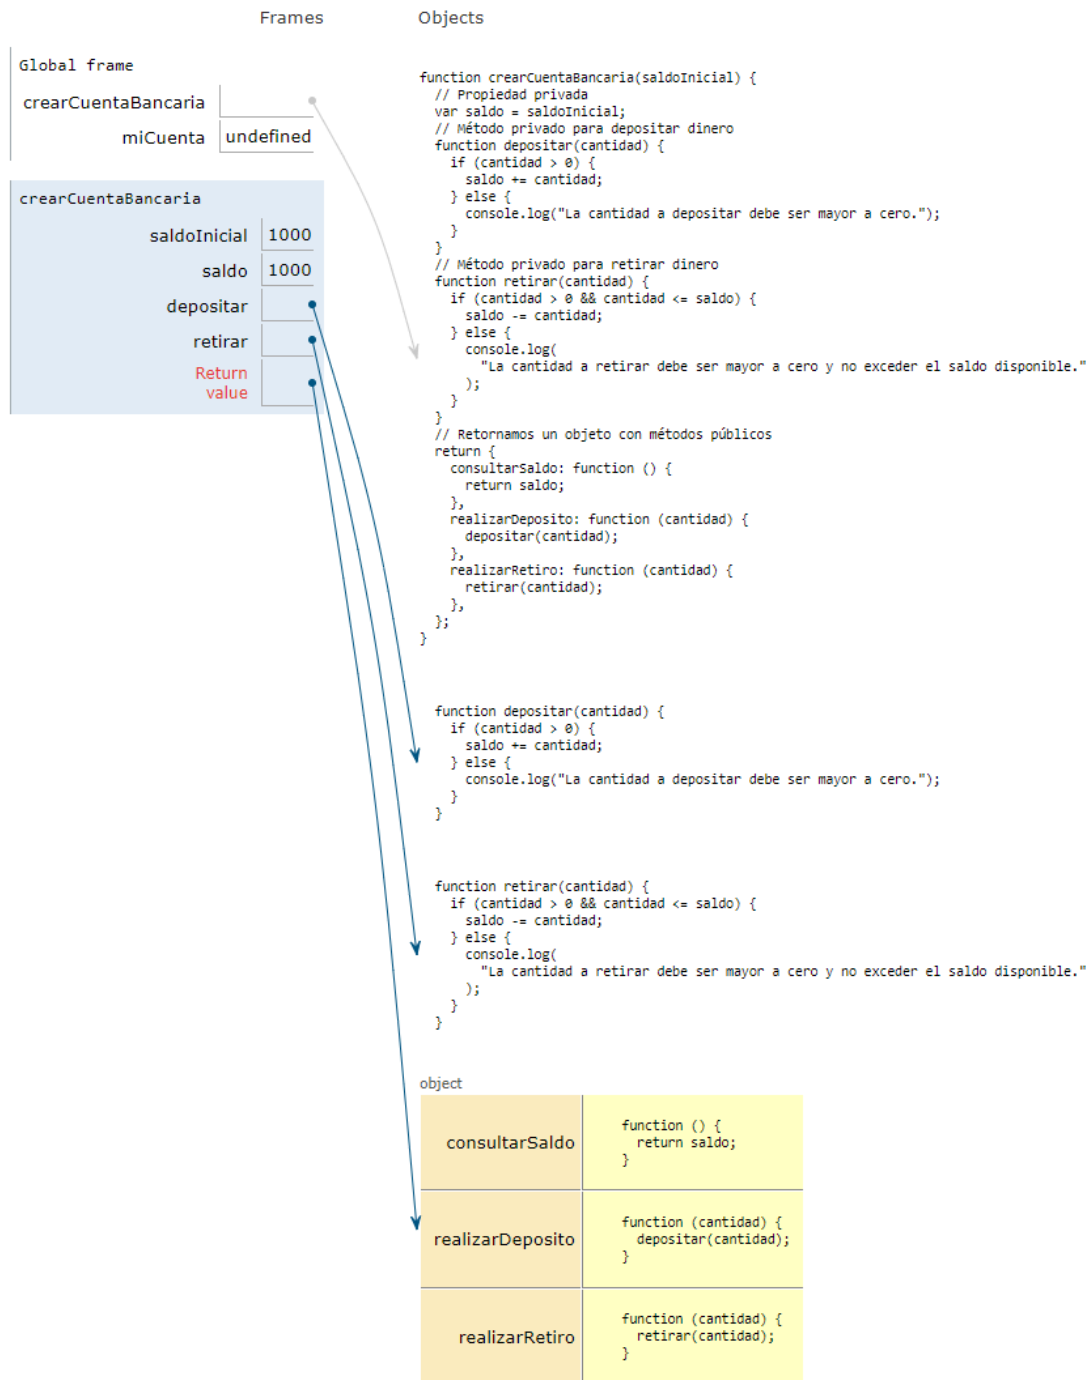 Frames Objects
Global frame
crearCuentaBancaria
miCuenta undefined
crearCuentaBancaria
saldoInicial 1000
saldo 1000
depositar
retirar
Return
value
function crearCuentaBancaria(saldoInicial) {
  // Propiedad privada
  var saldo = saldoInicial;
  // Método privado para depositar dinero
  function depositar(cantidad) {
    if (cantidad > 0) {
      saldo += cantidad;
    } else {
      console.log("La cantidad a depositar debe ser mayor a cero.");
    }
  }
  // Método privado para retirar dinero
  function retirar(cantidad) {
    if (cantidad > 0 && cantidad <= saldo) {
      saldo -= cantidad;
    } else {
      console.log(
        "La cantidad a retirar debe ser mayor a cero y no exceder el saldo disponible."
      );
    }
  }
  // Retornamos un objeto con métodos públicos
  return {
    consultarSaldo: function () {
      return saldo;
    },
    realizarDeposito: function (cantidad) {
      depositar(cantidad);
    },
    realizarRetiro: function (cantidad) {
      retirar(cantidad);
    },
  };
}
function depositar(cantidad) {
    if (cantidad > 0) {
      saldo += cantidad;
    } else {
      console.log("La cantidad a depositar debe ser mayor a cero.");
    }
  }
function retirar(cantidad) {
    if (cantidad > 0 && cantidad <= saldo) {
      saldo -= cantidad;
    } else {
      console.log(
        "La cantidad a retirar debe ser mayor a cero y no exceder el saldo disponible."
      );
    }
  }
object
consultarSaldo
function () {
  return saldo;
}
realizarDeposito
function (cantidad) {
  depositar(cantidad);
}
realizarRetiro
function (cantidad) {
  retirar(cantidad);
}